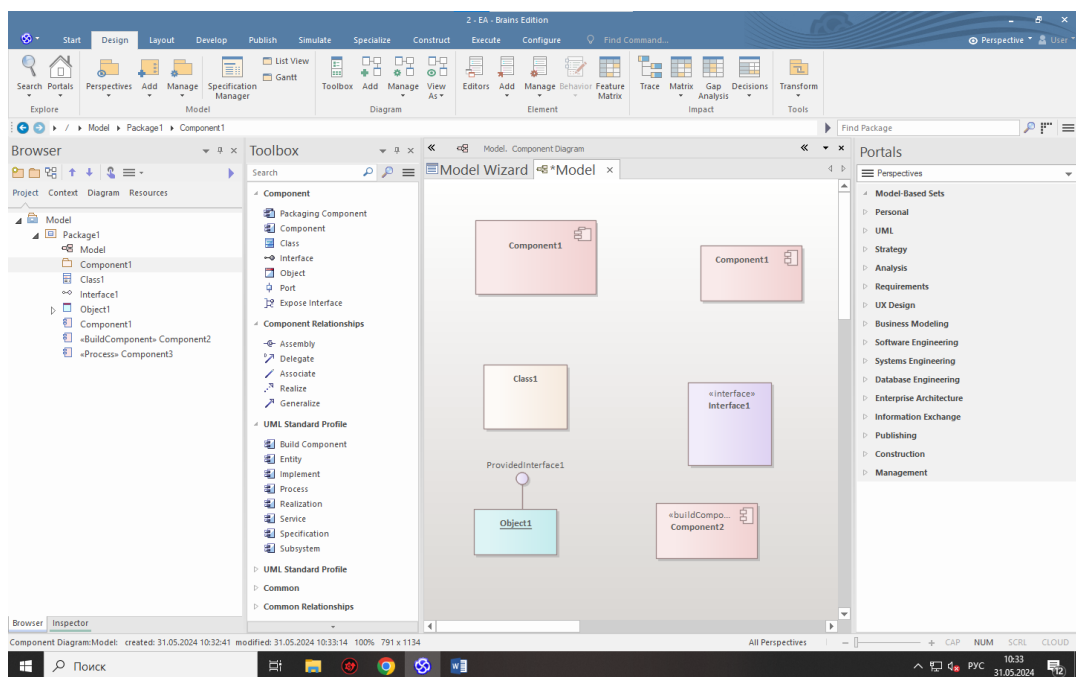 2 - EA - Brains Edition
Start Design Layout Develop Publish Simulate Specialize Construct Execute Configure Find Command... Perspective User
Search Portals Perspectives Add Manage Specification Manager List View Gantt Toolbox Add Manage View As Editors Add Manage Behavior Feature Matrix Trace Matrix Gap Analysis Decisions Transform
Explore Model Diagram Element Impact Tools
/ Model Package1 Component1 Find Package
Browser
Project Context Diagram Resources
Model
Package1
Model
Component1
Class1
Interface1
Object1
Component1
«BuildComponent» Component2
«Process» Component3
Browser Inspector
Toolbox
Search
Component
Packaging Component
Component
Class
Interface
Object
Port
Expose Interface
Component Relationships
Assembly
Delegate
Associate
Realize
Generalize
UML Standard Profile
Build Component
Entity
Implement
Process
Realization
Service
Specification
Subsystem
UML Standard Profile
Common
Common Relationships
Model. Component Diagram
Model Wizard *Model ×
Component1
Component1
Class1
«interface»
Interface1
ProvidedInterface1
Object1
«buildCompo...
Component2
Portals
Perspectives
Model-Based Sets
Personal
UML
Strategy
Analysis
Requirements
UX Design
Business Modeling
Software Engineering
Systems Engineering
Database Engineering
Enterprise Architecture
Information Exchange
Publishing
Construction
Management
Component Diagram:Model: created: 31.05.2024 10:32:41 modified: 31.05.2024 10:33:14 100% 791 x 1134 All Perspectives CAP NUM SCRL CLOUD
Поиск
РУС
10:33
31.05.2024
12